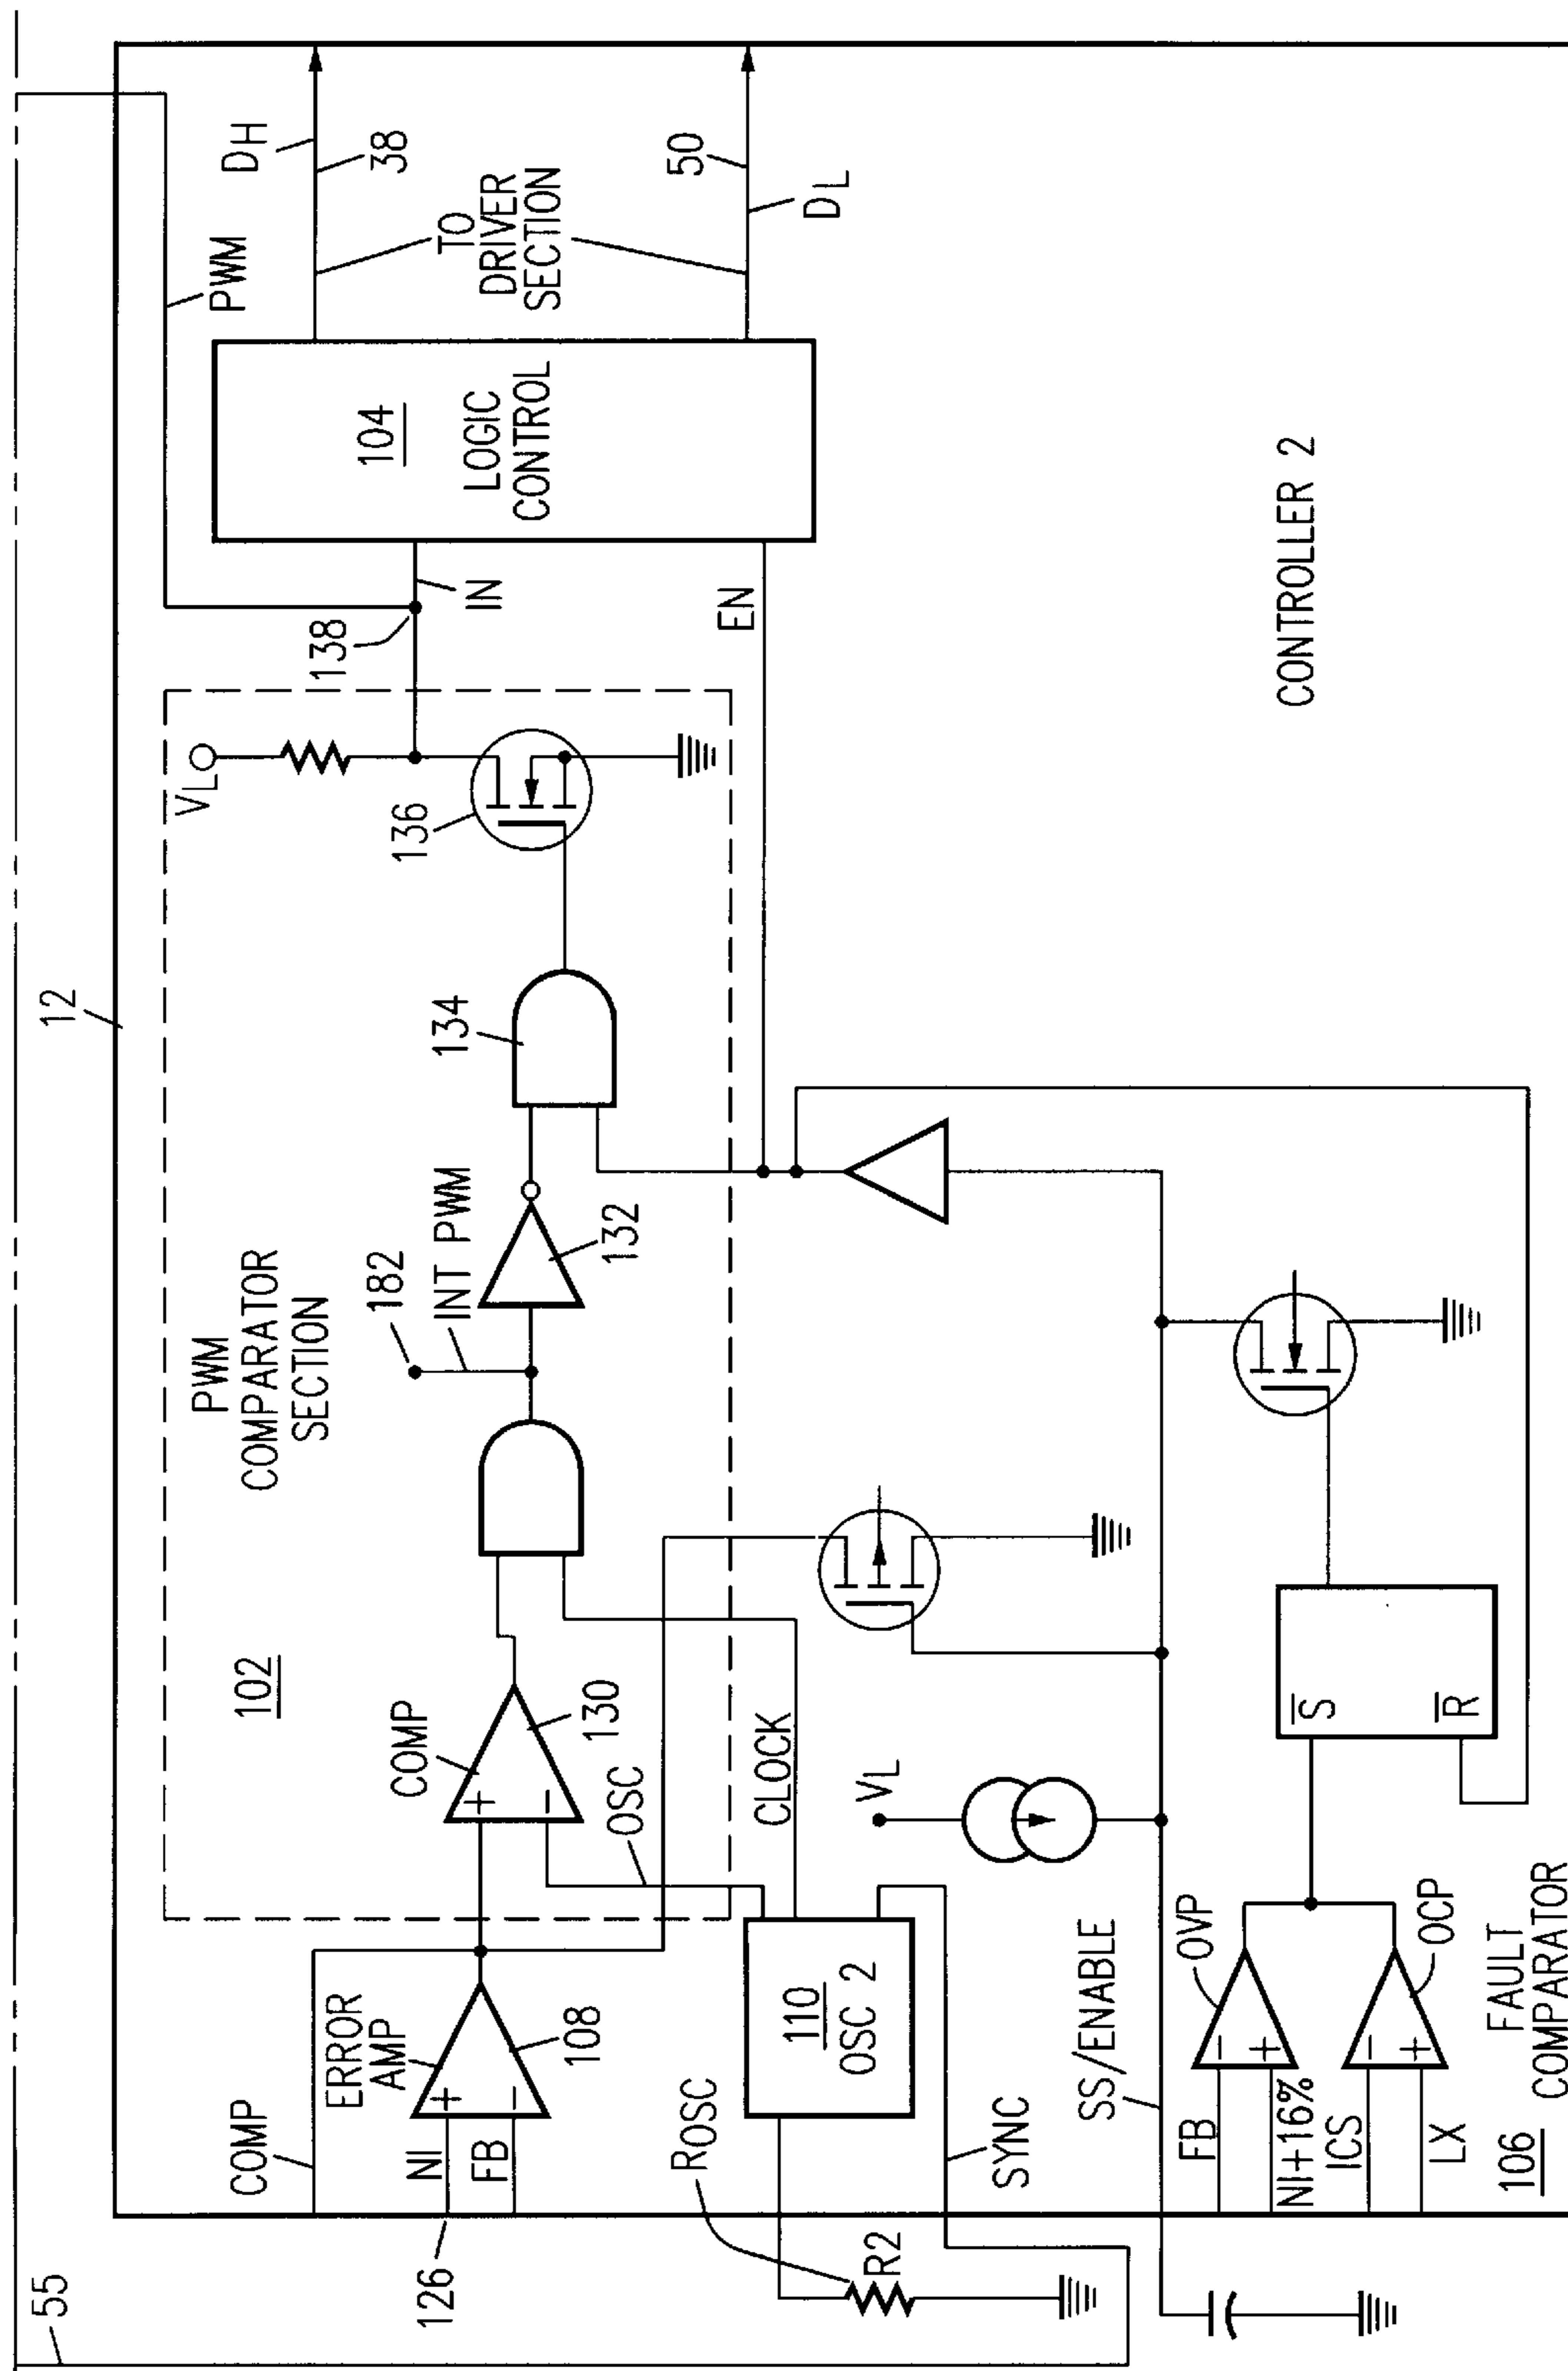 55
12
COMP
126
NI
FB
ERROR
AMP
+
−
108
102
PWM
COMPARATOR
SECTION
COMP
+
−
130
OSC
CLOCK
182
INT PWM
132
134
136
VL
138
IN
EN
PWM
104
LOGIC
CONTROL
DH
38
TO
DRIVER
SECTION
50
DL
110
OSC 2
ROSC
R2
SYNC
VL
SS/ENABLE
FB
NI+16%
ICS
LX
−
+
−
+
OVP
OCP
S̅
R̅
106
FAULT
COMPARATOR
CONTROLLER 2